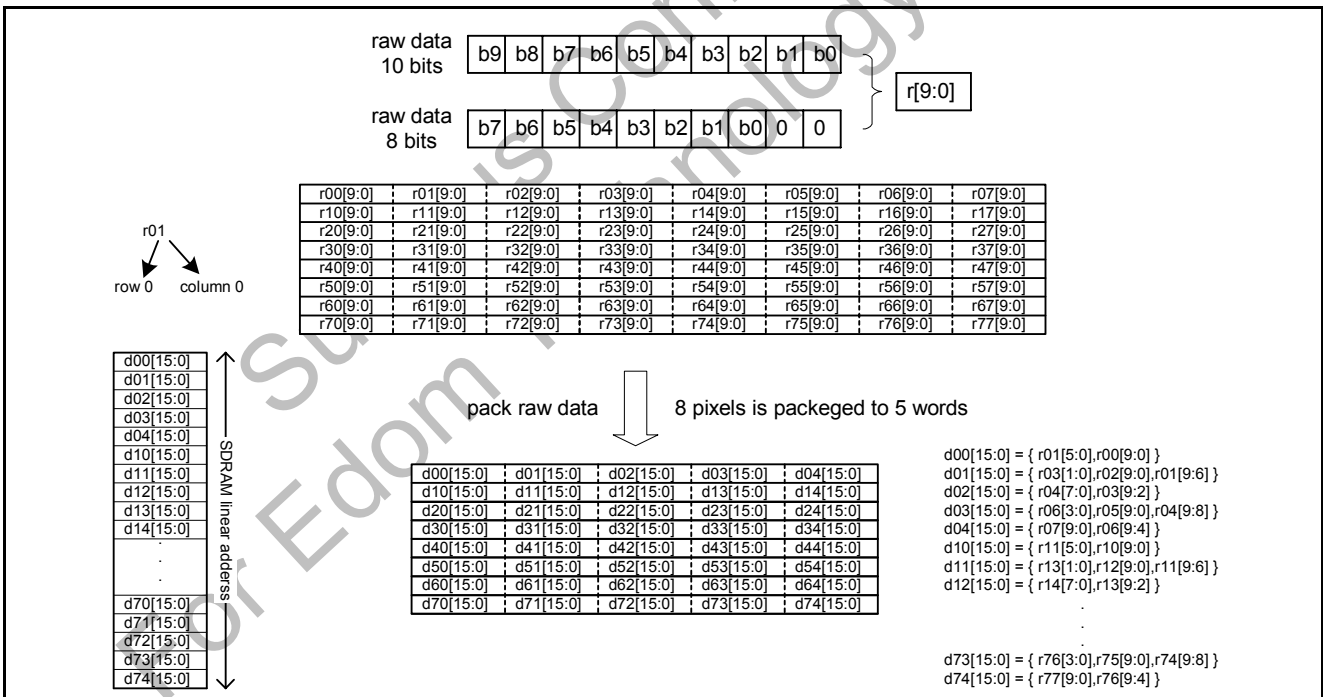 raw data
10 bits
b9 b8 b7 b6 b5 b4 b3 b2 b1 b0
r[9:0]
raw data
8 bits
b7 b6 b5 b4 b3 b2 b1 b0 0 0
r00[9:0] r01[9:0] r02[9:0] r03[9:0] r04[9:0] r05[9:0] r06[9:0] r07[9:0]
r10[9:0] r11[9:0] r12[9:0] r13[9:0] r14[9:0] r15[9:0] r16[9:0] r17[9:0]
r20[9:0] r21[9:0] r22[9:0] r23[9:0] r24[9:0] r25[9:0] r26[9:0] r27[9:0]
r30[9:0] r31[9:0] r32[9:0] r33[9:0] r34[9:0] r35[9:0] r36[9:0] r37[9:0]
r40[9:0] r41[9:0] r42[9:0] r43[9:0] r44[9:0] r45[9:0] r46[9:0] r47[9:0]
r50[9:0] r51[9:0] r52[9:0] r53[9:0] r54[9:0] r55[9:0] r56[9:0] r57[9:0]
r60[9:0] r61[9:0] r62[9:0] r63[9:0] r64[9:0] r65[9:0] r66[9:0] r67[9:0]
r70[9:0] r71[9:0] r72[9:0] r73[9:0] r74[9:0] r75[9:0] r76[9:0] r77[9:0]
r01
row 0 column 0
d00[15:0]
d01[15:0]
d02[15:0]
d03[15:0]
d04[15:0]
d10[15:0]
d11[15:0]
d12[15:0]
d13[15:0]
d14[15:0]
.
.
.
d70[15:0]
d71[15:0]
d72[15:0]
d73[15:0]
d74[15:0]
SDRAM linear adderss
pack raw data
8 pixels is packeged to 5 words
d00[15:0] d01[15:0] d02[15:0] d03[15:0] d04[15:0]
d10[15:0] d11[15:0] d12[15:0] d13[15:0] d14[15:0]
d20[15:0] d21[15:0] d22[15:0] d23[15:0] d24[15:0]
d30[15:0] d31[15:0] d32[15:0] d33[15:0] d34[15:0]
d40[15:0] d41[15:0] d42[15:0] d43[15:0] d44[15:0]
d50[15:0] d51[15:0] d52[15:0] d53[15:0] d54[15:0]
d60[15:0] d61[15:0] d62[15:0] d63[15:0] d64[15:0]
d70[15:0] d71[15:0] d72[15:0] d73[15:0] d74[15:0]
d00[15:0] = { r01[5:0],r00[9:0] }
d01[15:0] = { r03[1:0],r02[9:0],r01[9:6] }
d02[15:0] = { r04[7:0],r03[9:2] }
d03[15:0] = { r06[3:0],r05[9:0],r04[9:8] }
d04[15:0] = { r07[9:0],r06[9:4] }
d10[15:0] = { r11[5:0],r10[9:0] }
d11[15:0] = { r13[1:0],r12[9:0],r11[9:6] }
d12[15:0] = { r14[7:0],r13[9:2] }
.
.
.
d73[15:0] = { r76[3:0],r75[9:0],r74[9:8] }
d74[15:0] = { r77[9:0],r76[9:4] }
For Edom Technology